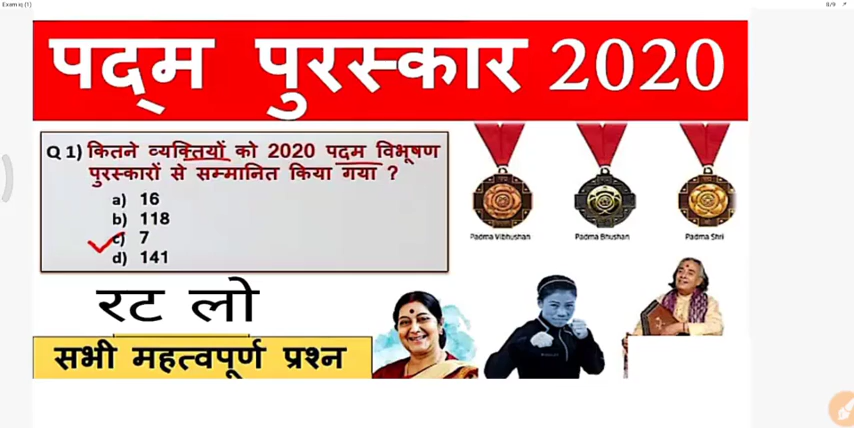 Exam iq (1)
8/9
पद्म पुरस्कार 2020
Q 1) कितने व्यक्तियों को 2020 पद्म विभूषण
पुरस्कारों से सम्मानित किया गया ?
a) 16
b) 118
c) 7
d) 141
Padma Vibhushan
Padma Bhushan
Padma Shri
रट लो
सभी महत्वपूर्ण प्रश्न